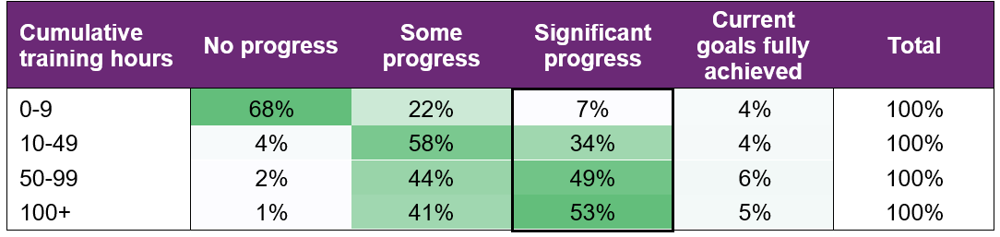 Cumulative training hours | No progress | Some progress | Significant progress | Current goals fully achieved | Total
0-9 | 68% | 22% | 7% | 4% | 100%
10-49 | 4% | 58% | 34% | 4% | 100%
50-99 | 2% | 44% | 49% | 6% | 100%
100+ | 1% | 41% | 53% | 5% | 100%